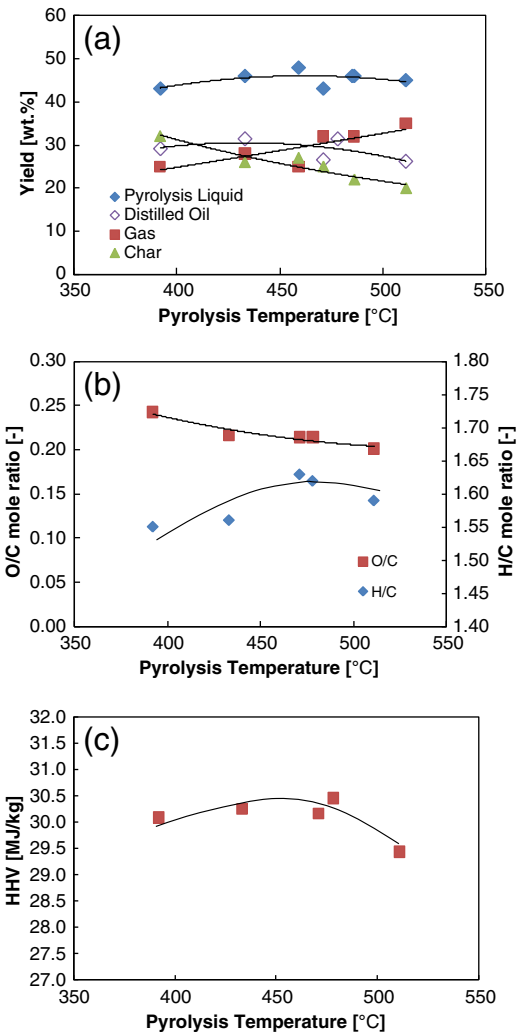 (a)
Yield [wt.%]
60
50
40
30
20
10
0
Pyrolysis Liquid
Distilled Oil
Gas
Char
350 400 450 500 550
Pyrolysis Temperature [°C]
(b)
O/C mole ratio [-]
0.30
0.25
0.20
0.15
0.10
0.05
0.00
1.80
1.75
1.70
1.65
1.60
1.55
1.50
1.45
1.40
H/C mole ratio [-]
O/C
H/C
350 400 450 500 550
Pyrolysis Temperature [°C]
(c)
HHV [MJ/kg]
32.0
31.5
31.0
30.5
30.0
29.5
29.0
28.5
28.0
27.5
27.0
350 400 450 500 550
Pyrolysis Temperature [°C]